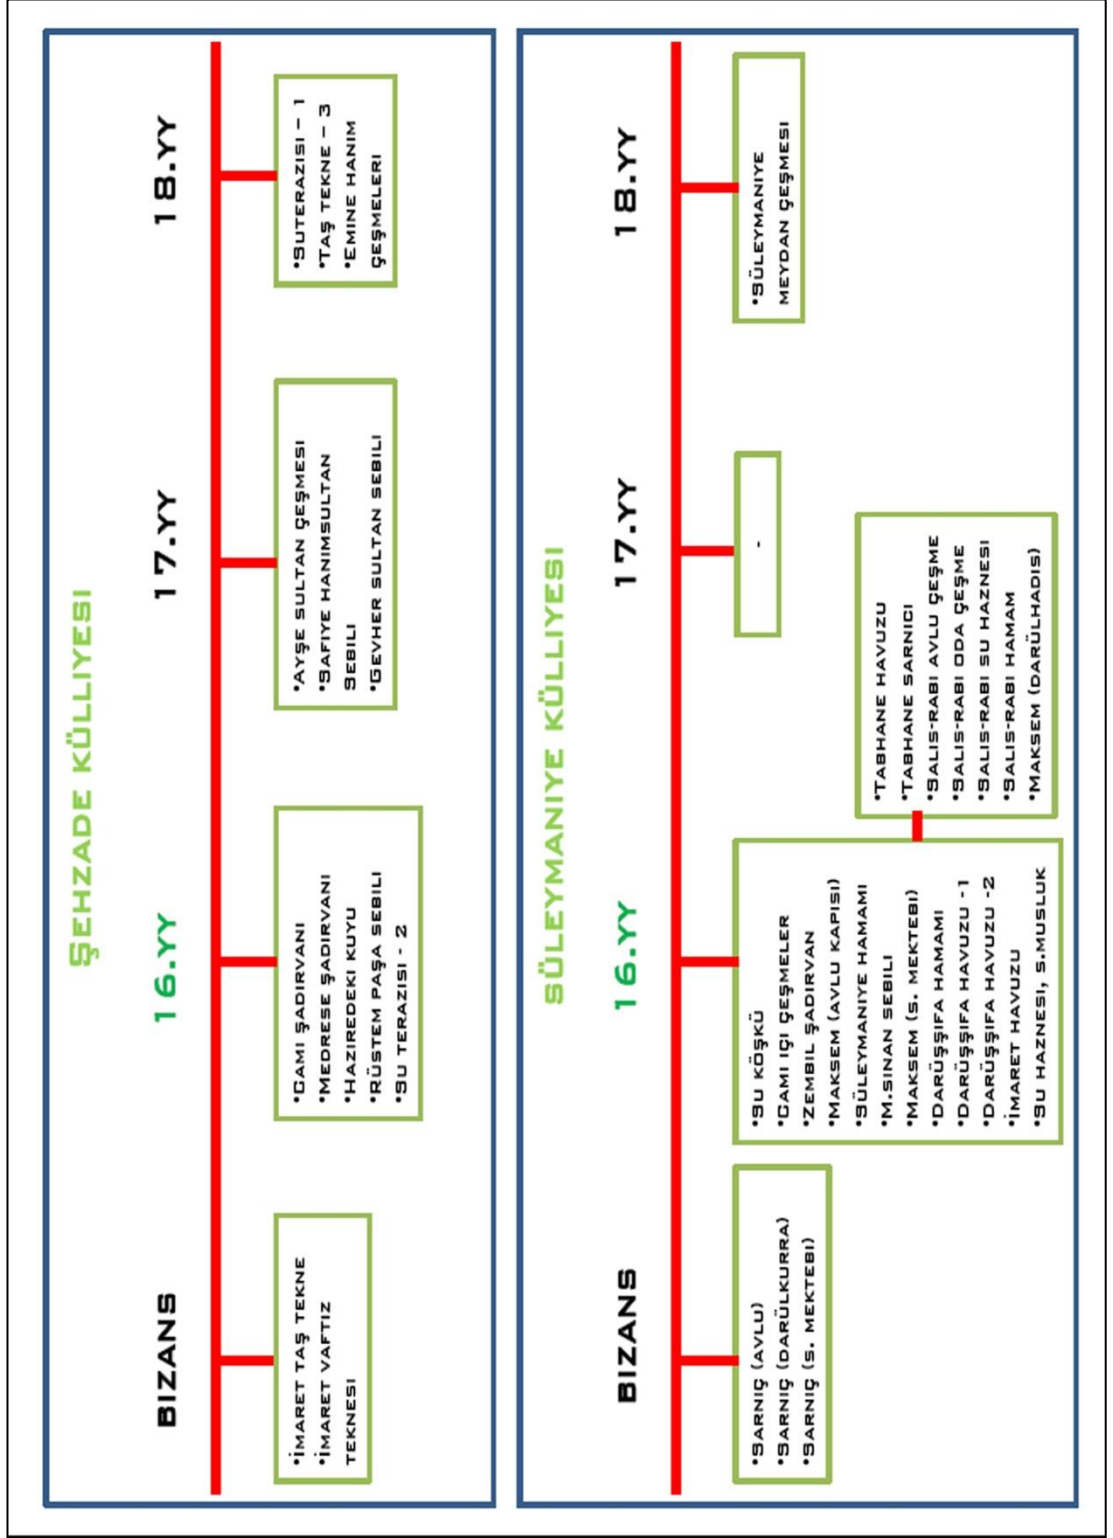 ŞEHZADE KÜLLIYESI
BIZANS
16.YY
17.YY
18.YY
•İMARET TAŞ TEKNE
•İMARET VAFTIZ
TEKNESI
•CAMI ŞADIRVANI
•MEDRESE ŞADIRVANI
•HAZIREDEKI KUYU
•RÜSTEM PAŞA SEBILI
•SU TERAZISI - 2
•AYŞE SULTAN ÇEŞMESI
•SAFIYE HANIMSULTAN
SEBILI
•GEVHER SULTAN SEBILI
•SUTERAZISI – 1
•TAŞ TEKNE – 3
•EMINE HANIM
ÇEŞMELERI
SÜLEYMANIYE KÜLLIYESI
BIZANS
16.YY
17.YY
18.YY
•SARNIÇ (AVLU)
•SARNIÇ (DARÜLKURRA)
•SARNIÇ (S. MEKTEBI)
•SU KÖŞKÜ
•CAMI IÇI ÇEŞMELER
•ZEMBIL ŞADIRVAN
•MAKSEM (AVLU KAPISI)
•SÜLEYMANIYE HAMAMI
•M.SINAN SEBILI
•MAKSEM (S. MEKTEBI)
•DARÜŞŞIFA HAMAMI
•DARÜŞŞIFA HAVUZU -1
•DARÜŞŞIFA HAVUZU -2
•İMARET HAVUZU
•SU HAZNESI, S.MUSLUK
•TABHANE HAVUZU
•TABHANE SARNICI
•SALIS-RABI AVLU ÇEŞME
•SALIS-RABI ODA ÇEŞME
•SALIS-RABI SU HAZNESI
•SALIS-RABI HAMAM
•MAKSEM (DARÜLHADIS)
-
•SÜLEYMANIYE
MEYDAN ÇEŞMESI